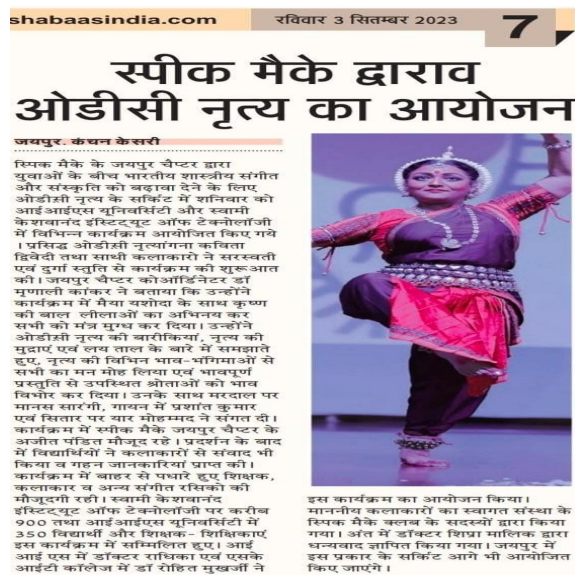 shabaasindia.com
रविवार 3 सितम्बर 2023
7
स्पीक मैके द्वाराव
ओडीसी नृत्य का आयोजन
जयपुर. कंचन केसरी
स्पिक मैके के जयपुर चैप्टर द्वारा
युवाओं के बीच भारतीय शास्त्रीय संगीत
और संस्कृति को बढ़ावा देने के लिए
ओडीसी नृत्य के सर्किट में शनिवार को
आईआईएस यूनिवर्सिटी और स्वामी
केशवानंद इंस्टिट्यूट ऑफ टेक्नोलॉजी
में विभिन्न कार्यक्रम आयोजित किए गये
। प्रसिद्ध ओडीसी नृत्यांगना कविता
द्विवेदी तथा साथी कलाकारो ने सरस्वती
एवं दुर्गा स्तुति से कार्यक्रम की शुरूआत
की। जयपुर चैप्टर कोऑर्डिनेटर डॉ
मृणाली कांकर ने बताया कि उन्होंने
कार्यक्रम में मैया यशोदा के साथ कृष्ण
की बाल लीलाओं का अभिनय कर
सभी को मंत्र मुग्ध कर दिया। उन्होंने
ओडीसी नृत्य की बारीकियां, नृत्य की
मुद्राएं एवं लय ताल के बारे में समझाते
हुए, नृत्य की विभिन भाव-भंगिमाओं से
सभी का मन मोह लिया एवं भावपूर्ण
प्रस्तुति से उपस्थित श्रोताओं को भाव
विभोर कर दिया। उनके साथ मरदाल पर
मानस सारंगी, गायन में प्रशांत कुमार
एवं सितार पर यार मोहम्मद ने संगत दी।
कार्यक्रम में स्पीक मैके जयपुर चैप्टर के
अजीत पंडित मौजूद रहे। प्रदर्शन के बाद
में विद्यार्थियों ने कलाकारों से संवाद भी
किया व गहन जानकारियां प्राप्त की।
कार्यक्रम में बाहर से पधारे हुए शिक्षक,
कलाकार व अन्य संगीत रसिको की
मौजूदगी रही। स्वामी केशवानंद
इंस्टिट्यूट ऑफ टेक्नोलॉजी पर करीब
900 तथा आईआईएस यूनिवर्सिटी में
350 विद्यार्थी और शिक्षक- शिक्षिकाएं
इस कार्यक्रम में सम्मिलित हुए। आई
आई एस में डॉक्टर राधिका एवं एसके
आईटी कॉलेज में डॉ रोहित मुखर्जी ने
इस कार्यक्रम का आयोजन किया।
माननीय कलाकारों का स्वागत संस्था के
स्पिक मैके क्लब के सदस्यों द्वारा किया
गया। अंत में डॉक्टर शिप्रा मालिक द्वारा
धन्यवाद ज्ञापित किया गया। जयपुर में
इस प्रकार के सर्किट आगे भी आयोजित
किए जाएंगे।